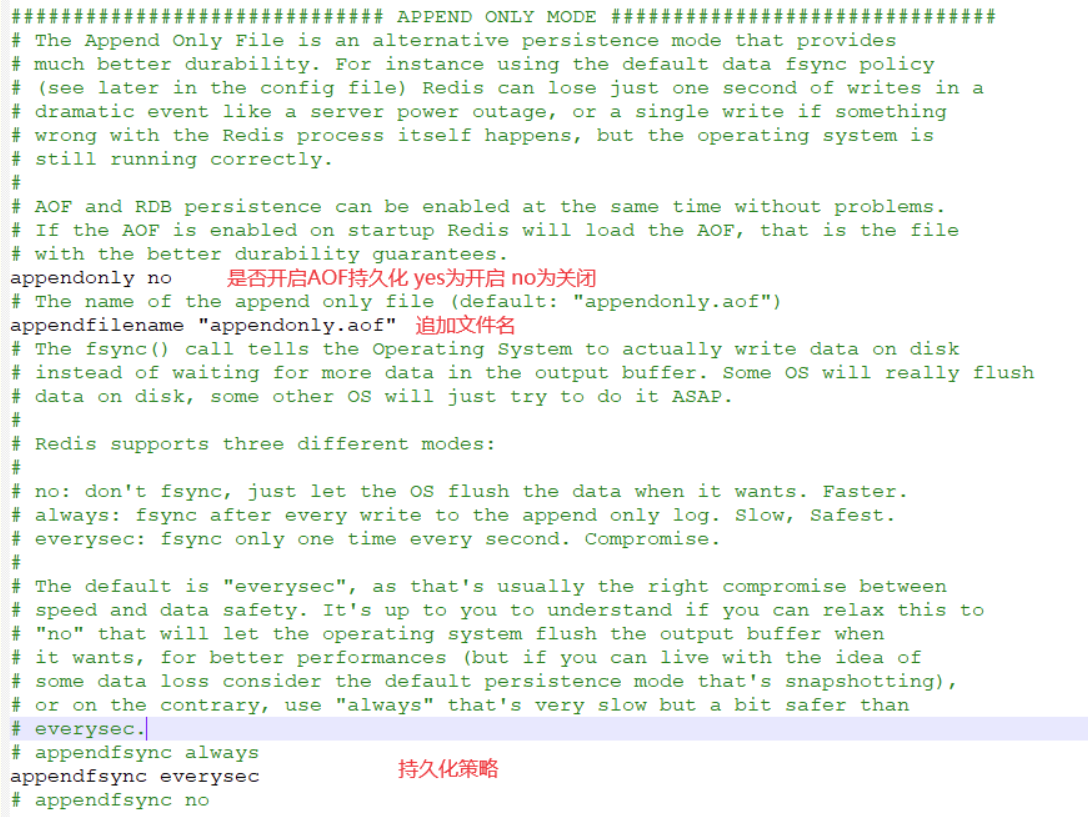 ############################## APPEND ONLY MODE ###############################
# The Append Only File is an alternative persistence mode that provides
# much better durability. For instance using the default data fsync policy
# (see later in the config file) Redis can lose just one second of writes in a
# dramatic event like a server power outage, or a single write if something
# wrong with the Redis process itself happens, but the operating system is
# still running correctly.
#
# AOF and RDB persistence can be enabled at the same time without problems.
# If the AOF is enabled on startup Redis will load the AOF, that is the file
# with the better durability guarantees.
appendonly no 是否开启AOF持久化 yes为开启 no为关闭
# The name of the append only file (default: "appendonly.aof")
appendfilename "appendonly.aof" 追加文件名
# The fsync() call tells the Operating System to actually write data on disk
# instead of waiting for more data in the output buffer. Some OS will really flush
# data on disk, some other OS will just try to do it ASAP.
#
# Redis supports three different modes:
#
# no: don't fsync, just let the OS flush the data when it wants. Faster.
# always: fsync after every write to the append only log. Slow, Safest.
# everysec: fsync only one time every second. Compromise.
#
# The default is "everysec", as that's usually the right compromise between
# speed and data safety. It's up to you to understand if you can relax this to
# "no" that will let the operating system flush the output buffer when
# it wants, for better performances (but if you can live with the idea of
# some data loss consider the default persistence mode that's snapshotting),
# or on the contrary, use "always" that's very slow but a bit safer than
# everysec.
# appendfsync always
appendfsync everysec 持久化策略
# appendfsync no